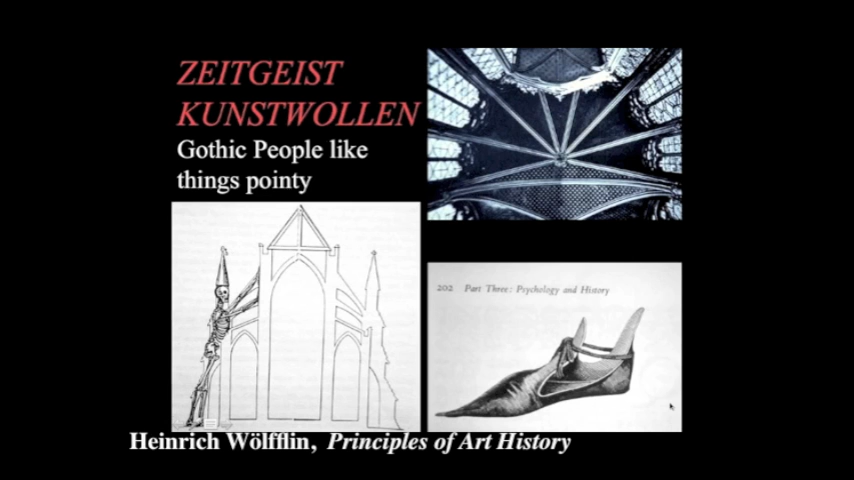 ZEITGEIST
KUNSTWOLLEN
Gothic People like
things pointy
202 Part Three: Psychology and History
Heinrich Wölfflin, Principles of Art History